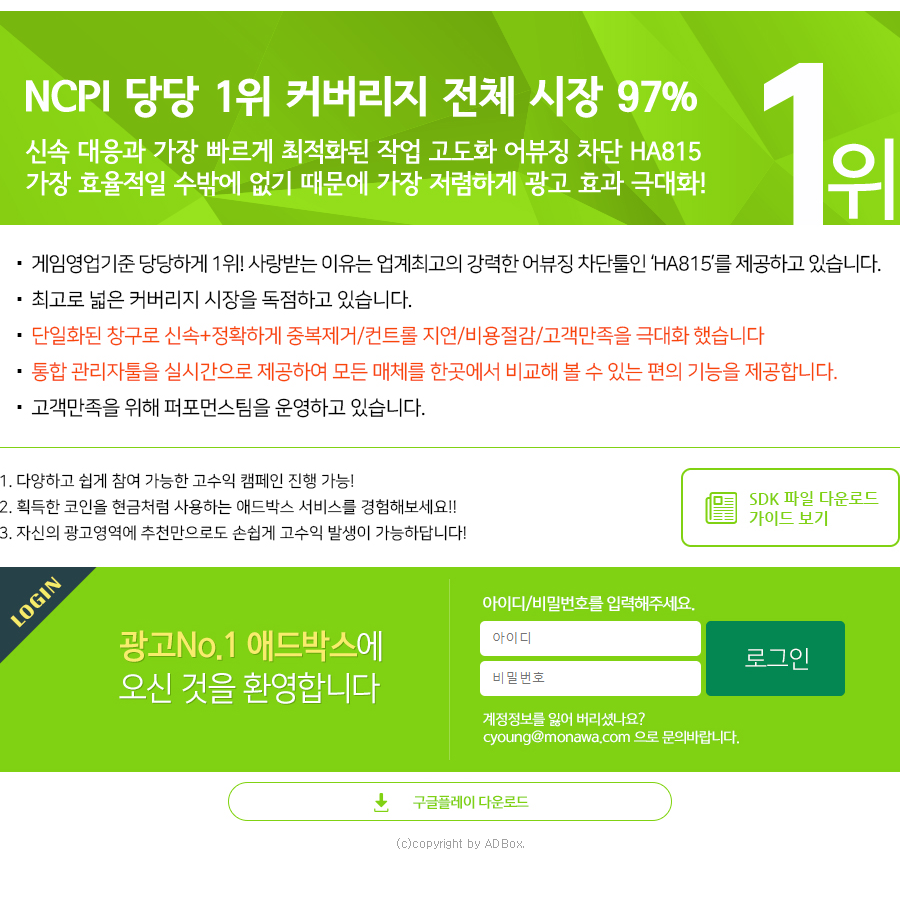 NCPI 당당 1위 커버리지 전체 시장 97%
신속 대응과 가장 빠르게 최적화된 작업 고도화 어뷰징 차단 HA815
가장 효율적일 수밖에 없기 때문에 가장 저렴하게 광고 효과 극대화!
1위
· 게임영업기준 당당하게 1위! 사랑받는 이유는 업계최고의 강력한 어뷰징 차단툴인 ‘HA815’를 제공하고 있습니다.
· 최고로 넓은 커버리지 시장을 독점하고 있습니다.
· 단일화된 창구로 신속+정확하게 중복제거/컨트롤 지연/비용절감/고객만족을 극대화 했습니다
· 통합 관리자툴을 실시간으로 제공하여 모든 매체를 한곳에서 비교해 볼 수 있는 편의 기능을 제공합니다.
· 고객만족을 위해 퍼포먼스팀을 운영하고 있습니다.
1. 다양하고 쉽게 참여 가능한 고수익 캠페인 진행 가능!
2. 획득한 코인을 현금처럼 사용하는 애드박스 서비스를 경험해보세요!!
3. 자신의 광고영역에 추천만으로도 손쉽게 고수익 발생이 가능하답니다!
SDK 파일 다운로드
가이드 보기
LOGIN
광고No.1 애드박스에
오신 것을 환영합니다
아이디/비밀번호를 입력해주세요.
아이디
비밀번호
로그인
계정정보를 잃어 버리셨나요?
cyoung@monawa.com 으로 문의바랍니다.
구글플레이 다운로드
(c)copyright by ADBox.